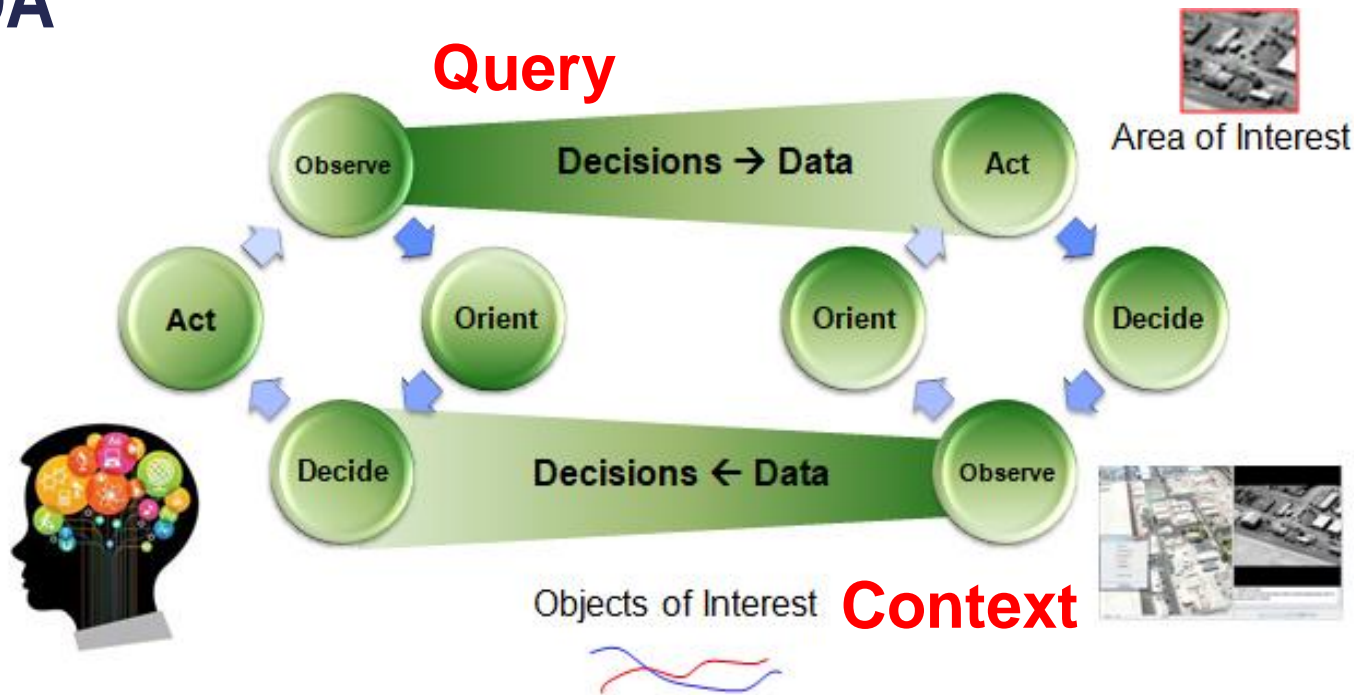 DA
Query
Area of Interest
Observe
Decisions → Data
Act
Act
Orient
Orient
Decide
Decide
Decisions ← Data
Observe
Objects of Interest
Context